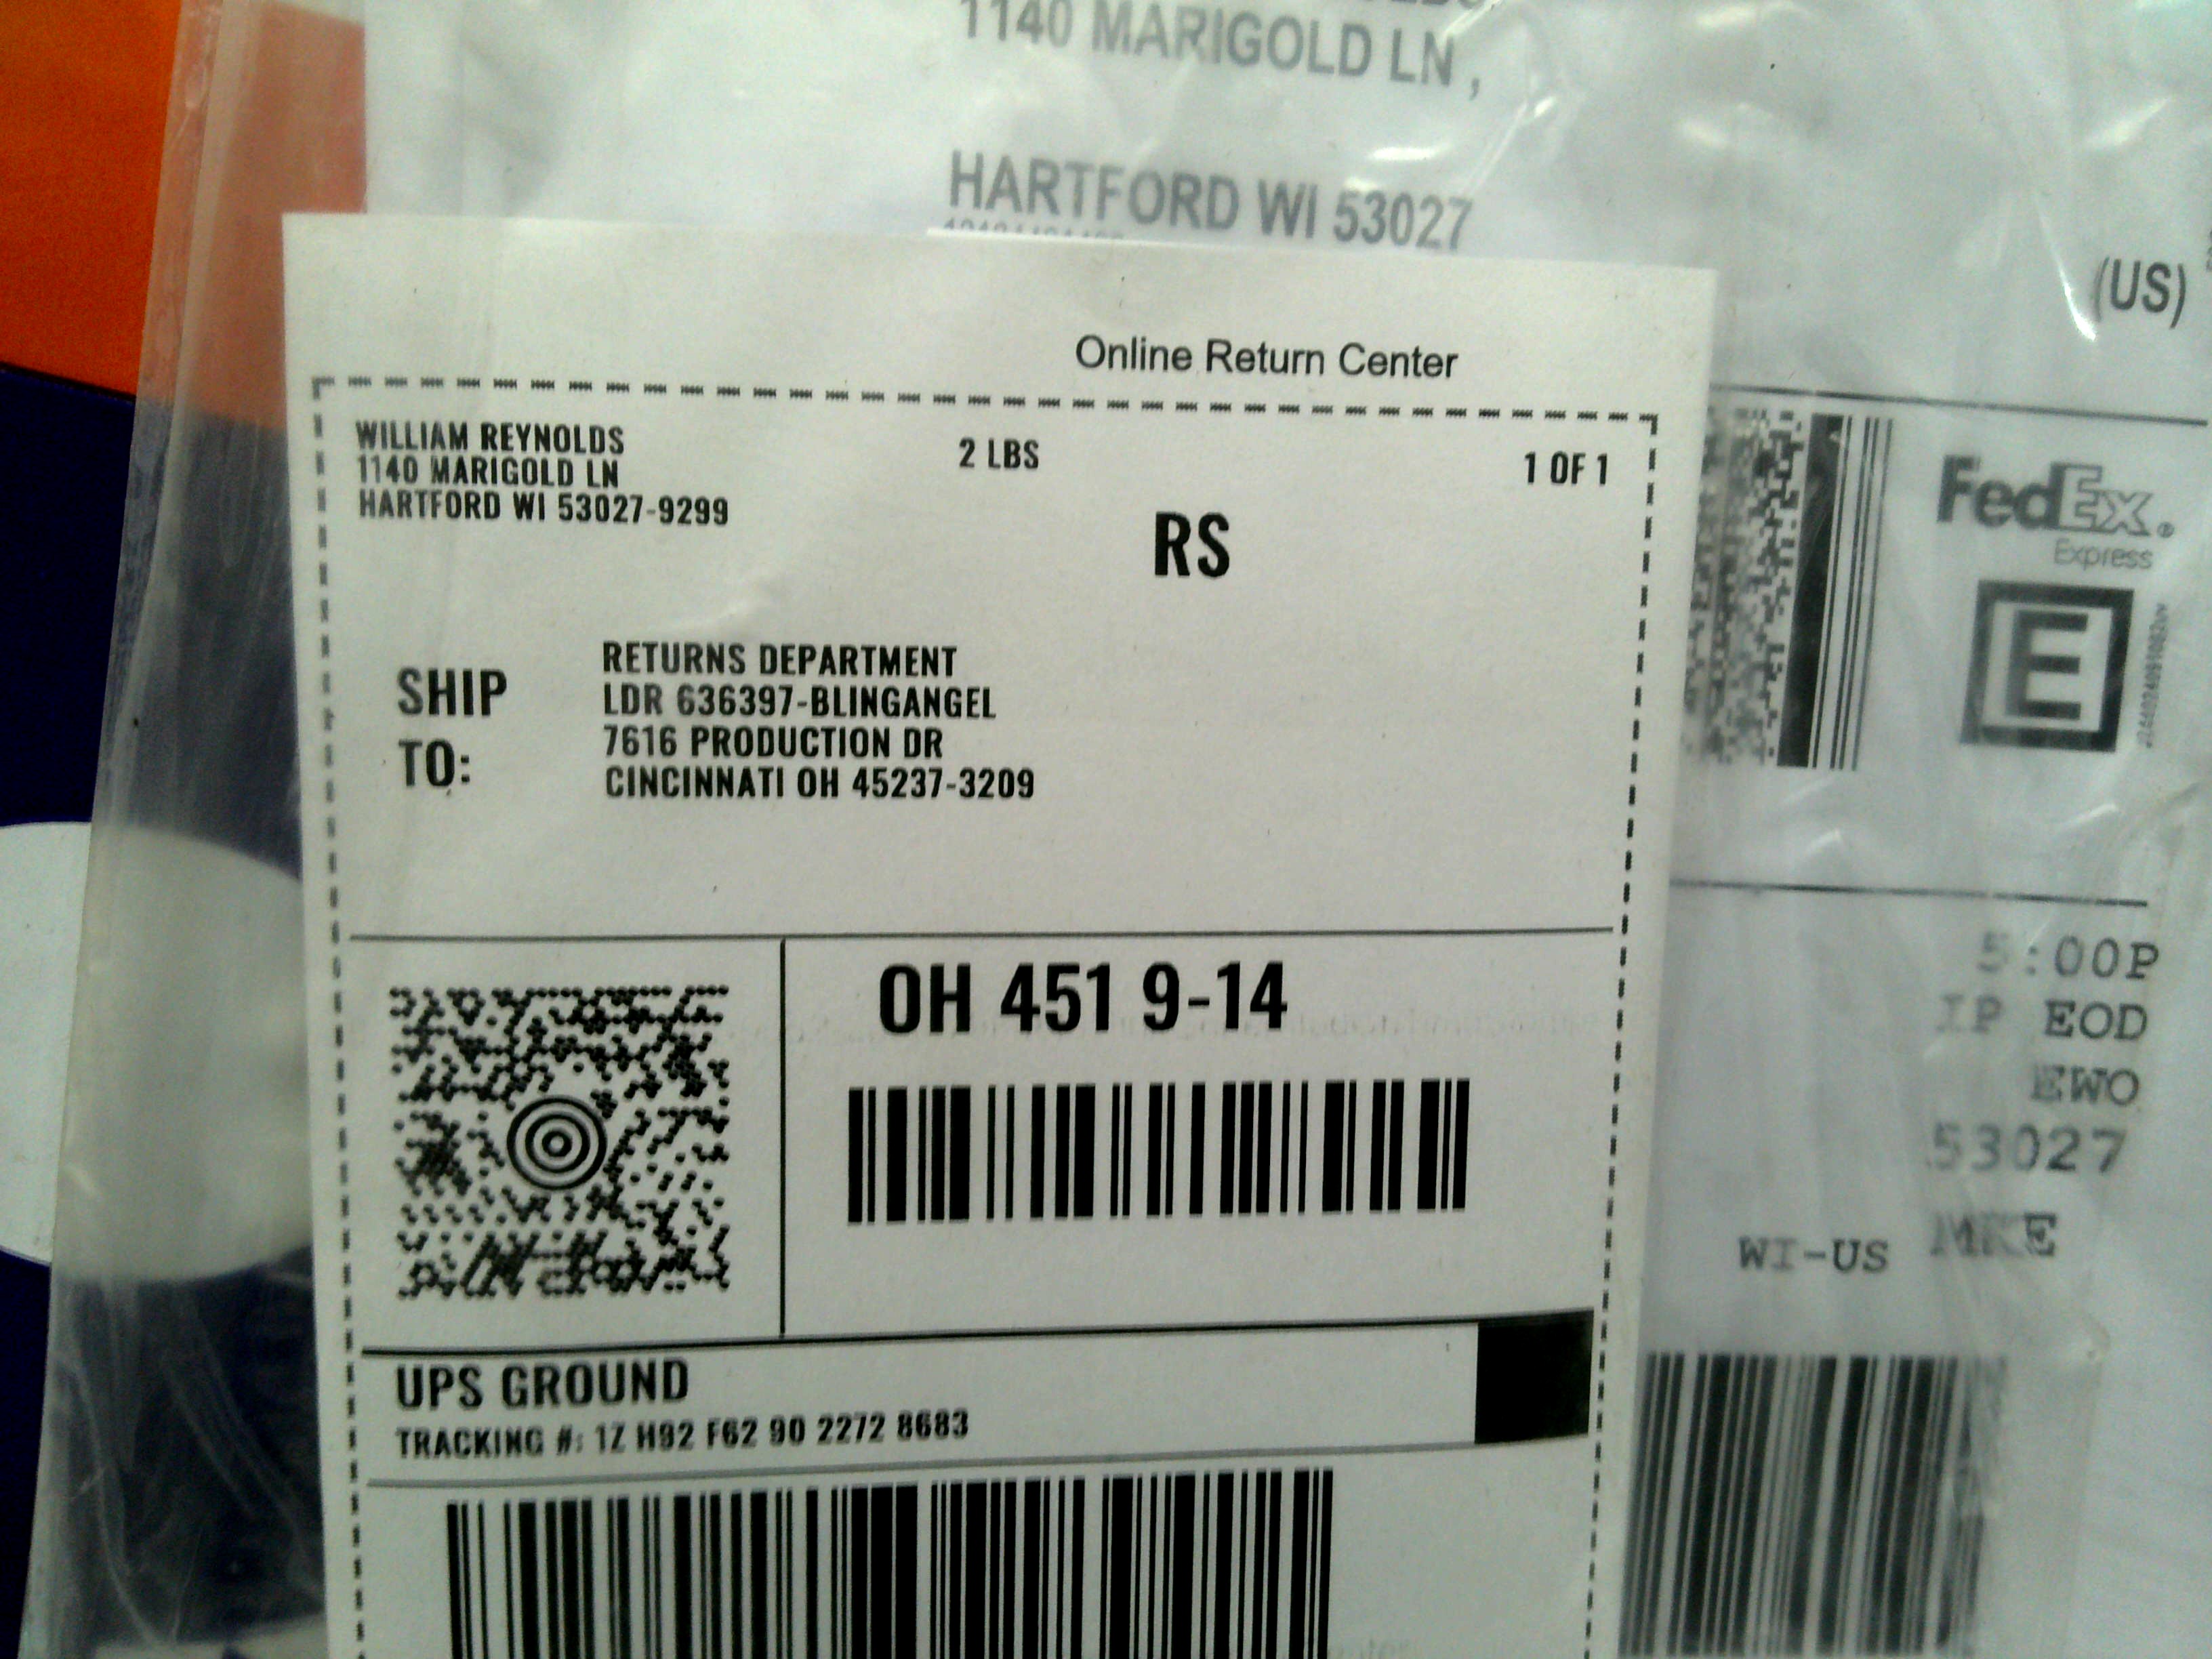 1140 MARIGOLD LN ,
HARTFORD WI 53027
(US)
Online Return Center
WILLIAM REYNOLDS
1140 MARIGOLD LN
HARTFORD WI 53027-9299
2 LBS
1 OF 1
RS
SHIP
TO:
RETURNS DEPARTMENT
LDR 636397-BLINGANGEL
7616 PRODUCTION DR
CINCINNATI OH 45237-3209
OH 451 9-14
UPS GROUND
TRACKING #: 1Z H92 F62 90 2272 8683
FedEx®
Express
E
5:00P
IP EOD
EWO
53027
WI-US MKE